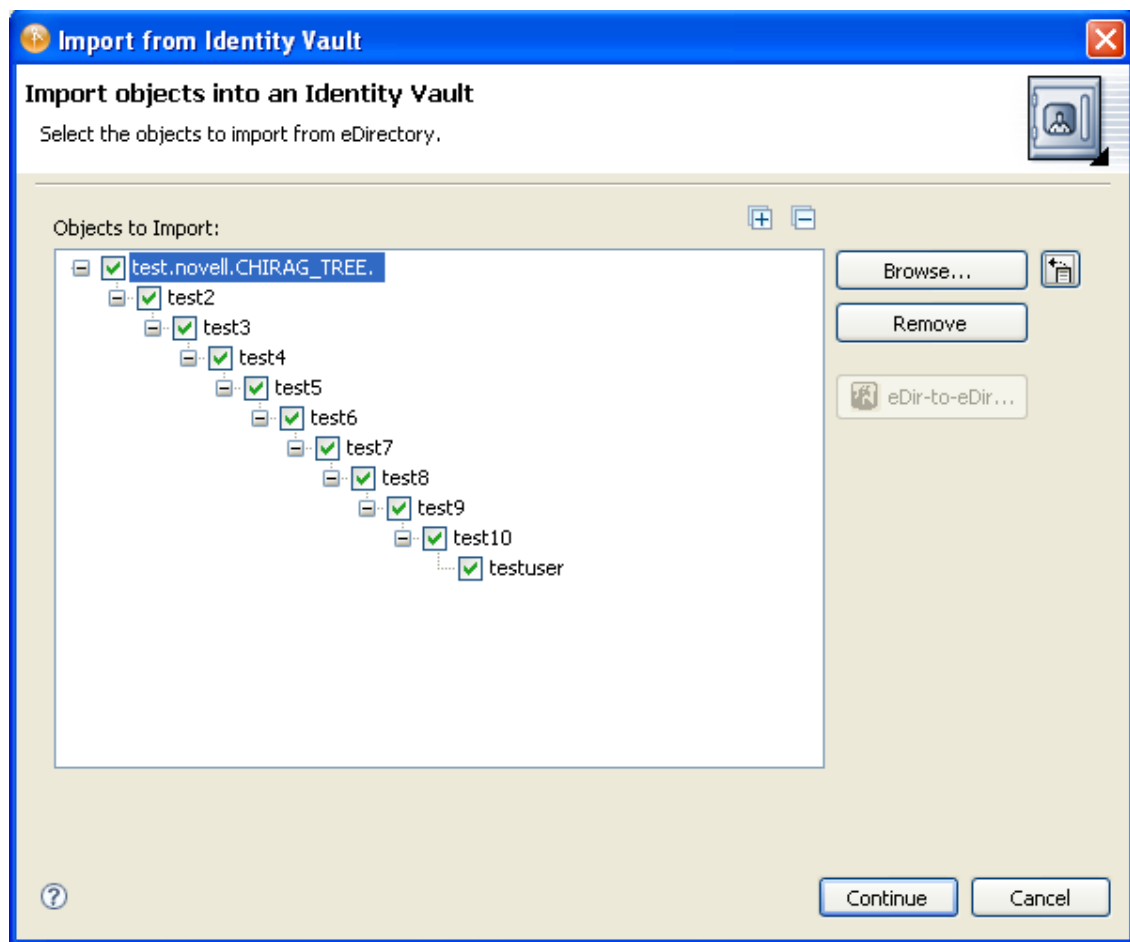 Import from Identity Vault
Import objects into an Identity Vault
Select the objects to import from eDirectory.
Objects to Import:
test.novell.CHIRAG_TREE.
test2
test3
test4
test5
test6
test7
test8
test9
test10
testuser
Browse...
Remove
eDir-to-eDir...
Continue
Cancel